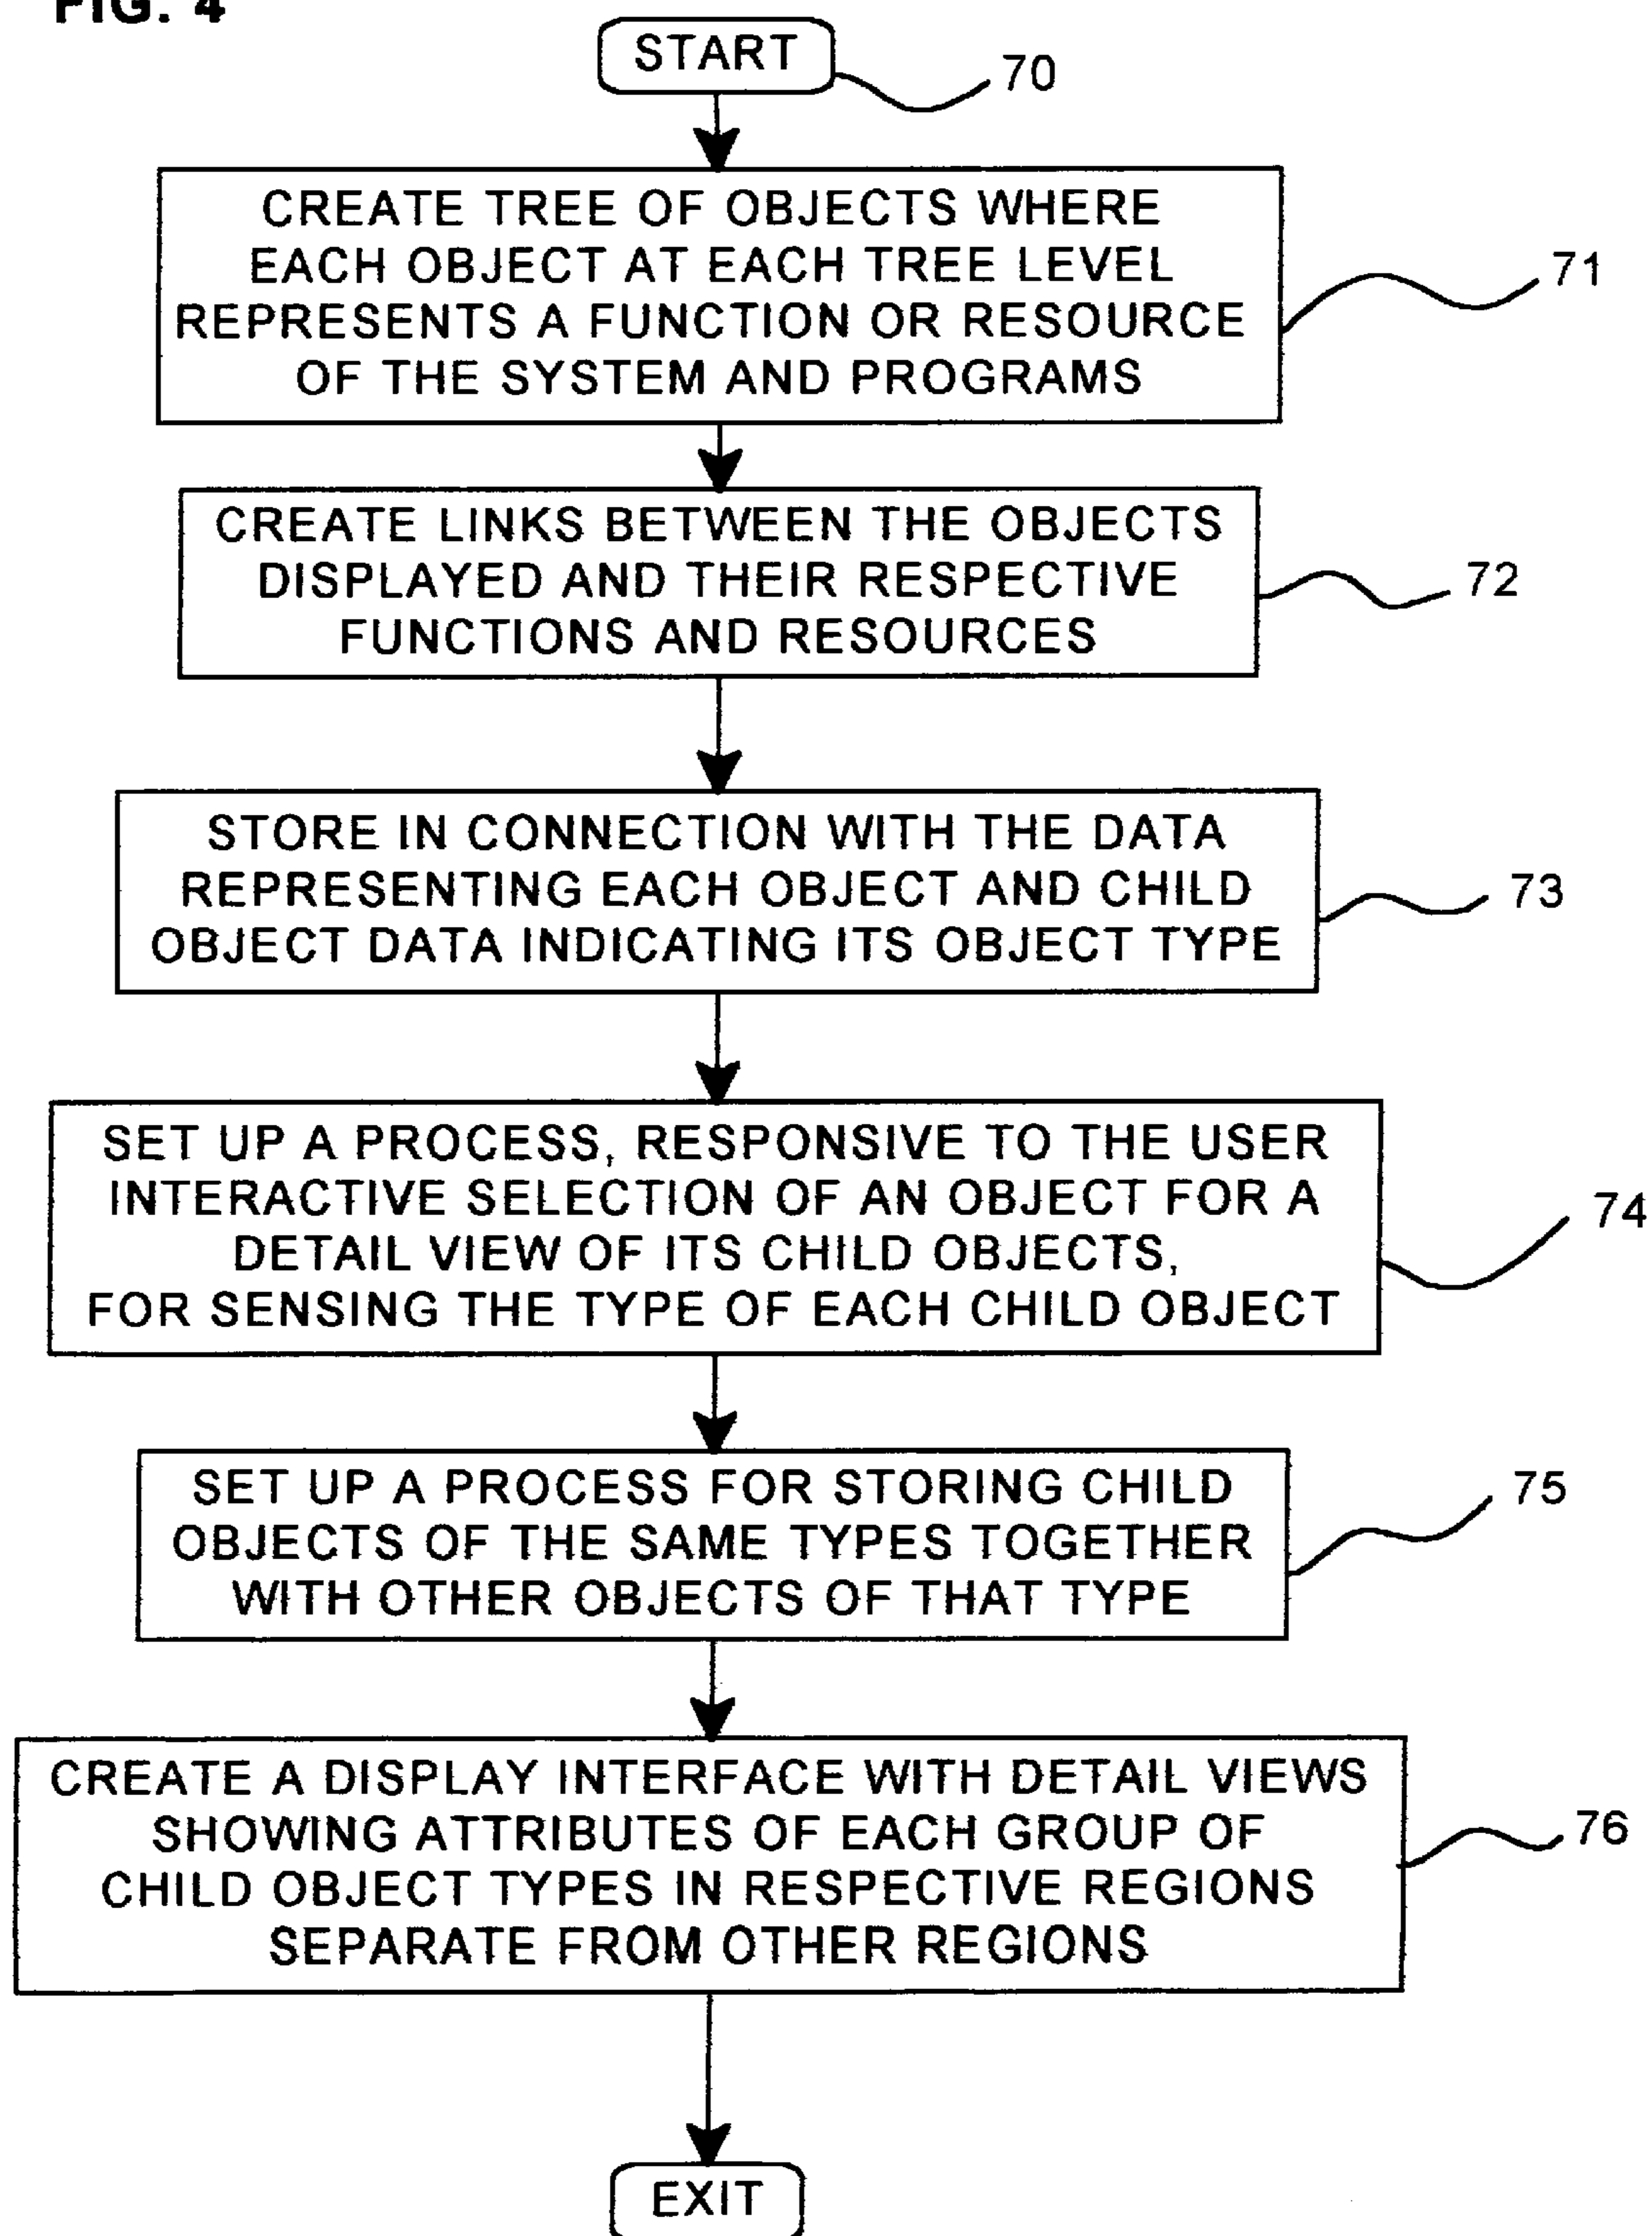 FIG. 4
START
70
CREATE TREE OF OBJECTS WHERE
EACH OBJECT AT EACH TREE LEVEL
REPRESENTS A FUNCTION OR RESOURCE
OF THE SYSTEM AND PROGRAMS
71
CREATE LINKS BETWEEN THE OBJECTS
DISPLAYED AND THEIR RESPECTIVE
FUNCTIONS AND RESOURCES
72
STORE IN CONNECTION WITH THE DATA
REPRESENTING EACH OBJECT AND CHILD
OBJECT DATA INDICATING ITS OBJECT TYPE
73
SET UP A PROCESS, RESPONSIVE TO THE USER
INTERACTIVE SELECTION OF AN OBJECT FOR A
DETAIL VIEW OF ITS CHILD OBJECTS,
FOR SENSING THE TYPE OF EACH CHILD OBJECT
74
SET UP A PROCESS FOR STORING CHILD
OBJECTS OF THE SAME TYPES TOGETHER
WITH OTHER OBJECTS OF THAT TYPE
75
CREATE A DISPLAY INTERFACE WITH DETAIL VIEWS
SHOWING ATTRIBUTES OF EACH GROUP OF
CHILD OBJECT TYPES IN RESPECTIVE REGIONS
SEPARATE FROM OTHER REGIONS
76
EXIT